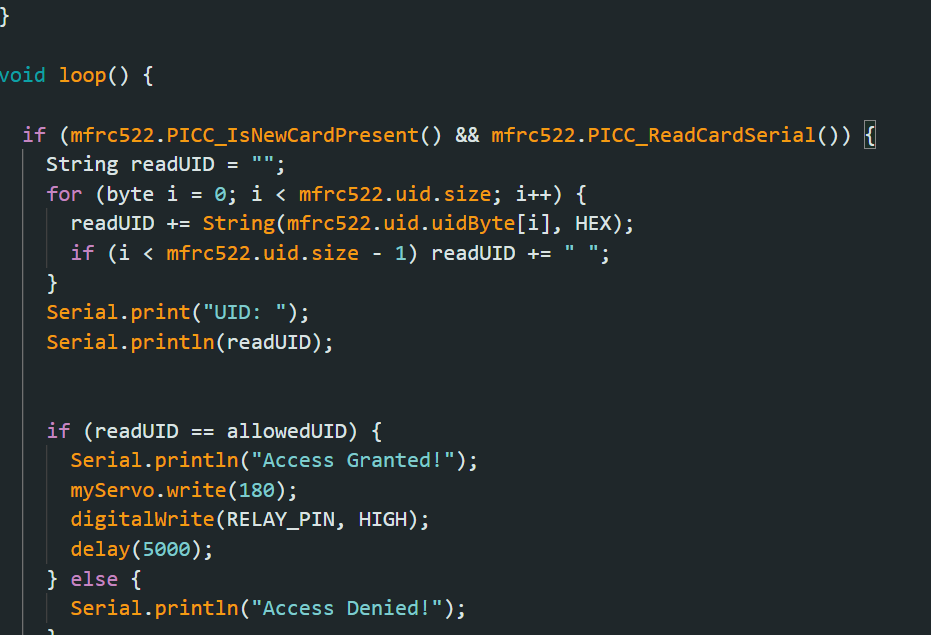 }
void loop() {
if (mfrc522.PICC_IsNewCardPresent() && mfrc522.PICC_ReadCardSerial()) {
String readUID = "";
for (byte i = 0; i < mfrc522.uid.size; i++) {
readUID += String(mfrc522.uid.uidByte[i], HEX);
if (i < mfrc522.uid.size - 1) readUID += " ";
}
Serial.print("UID: ");
Serial.println(readUID);
if (readUID == allowedUID) {
Serial.println("Access Granted!");
myServo.write(180);
digitalWrite(RELAY_PIN, HIGH);
delay(5000);
} else {
Serial.println("Access Denied!");
}